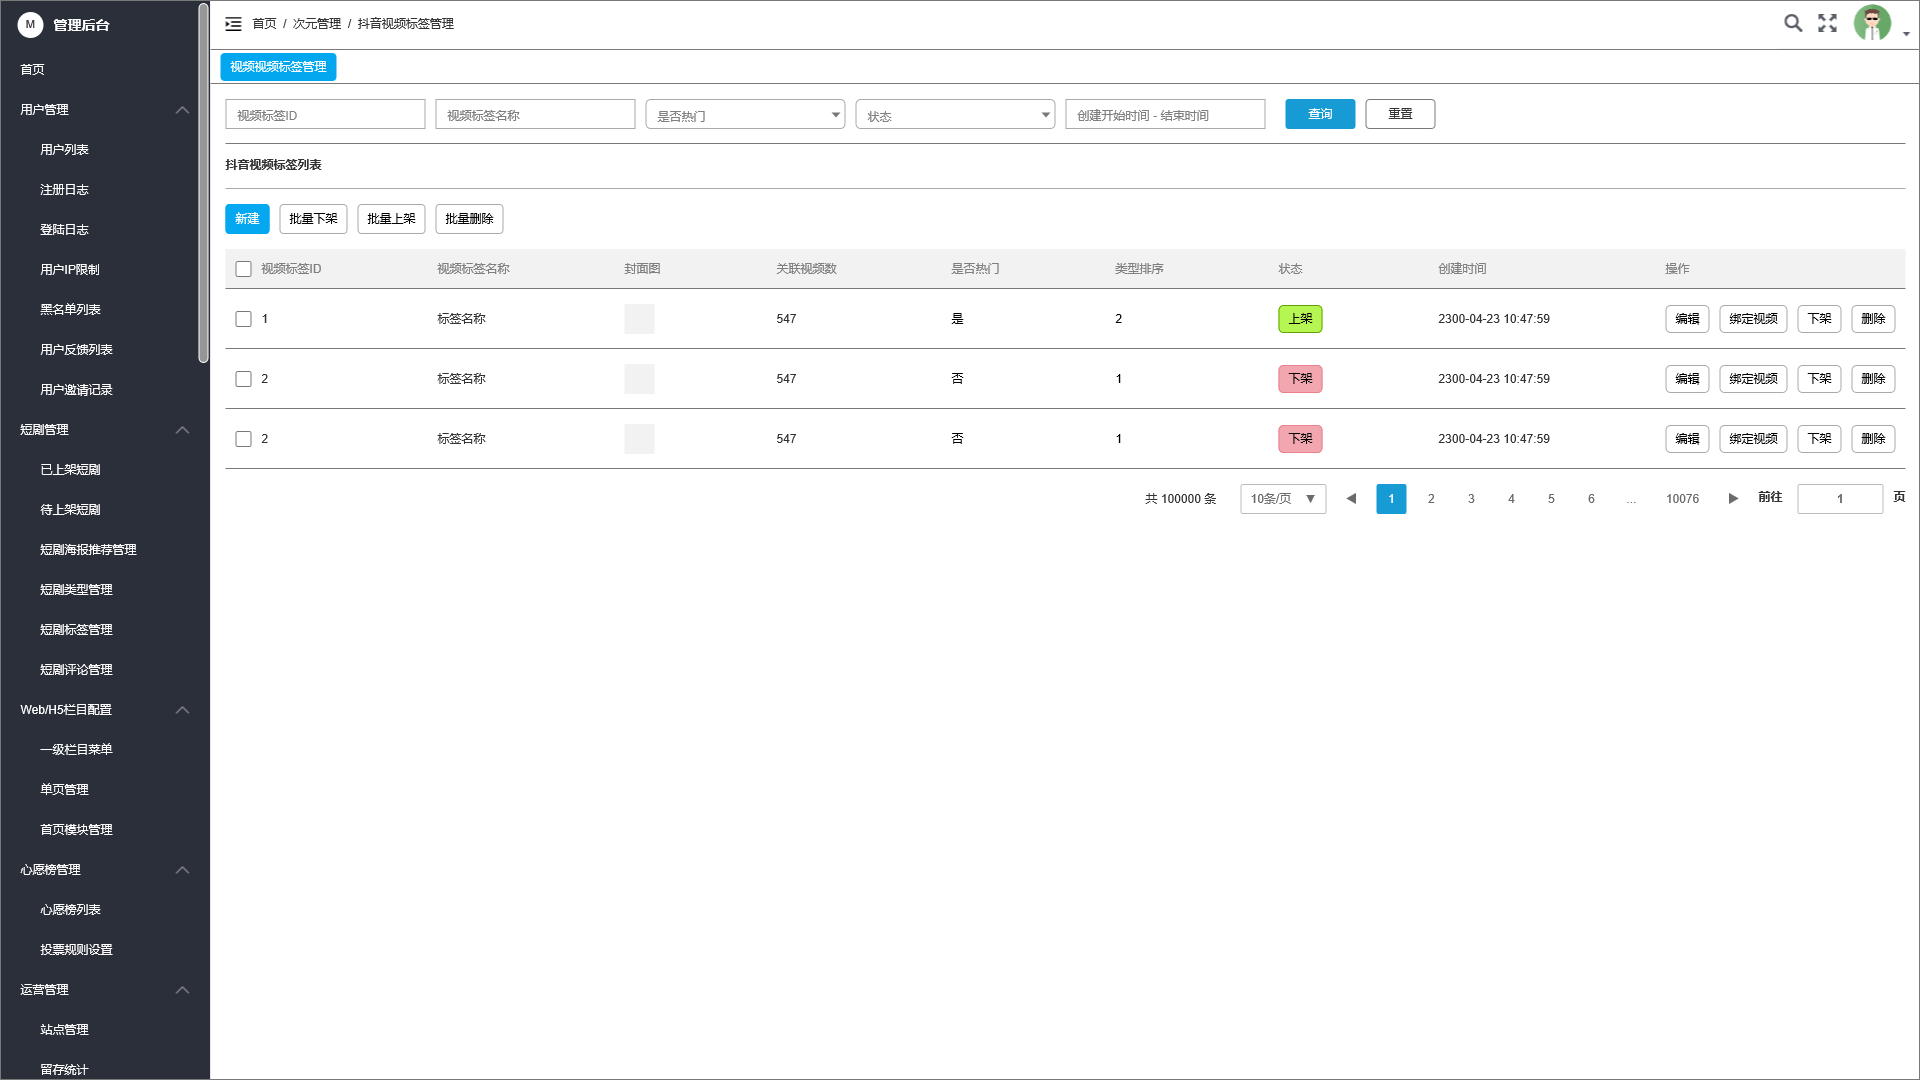 M 管理后台
首页 / 次元管理 / 抖音视频标签管理
视频视频标签管理
首页
用户管理
用户列表
注册日志
登陆日志
用户IP限制
黑名单列表
用户反馈列表
用户邀请记录
短剧管理
已上架短剧
待上架短剧
短剧海报推荐管理
短剧类型管理
短剧标签管理
短剧评论管理
Web/H5栏目配置
一级栏目菜单
单页管理
首页模块管理
心愿榜管理
心愿榜列表
投票规则设置
运营管理
站点管理
留存统计
视频标签ID 视频标签名称 是否热门 状态 创建开始时间 - 结束时间 查询 重置
抖音视频标签列表
新建 批量下架 批量上架 批量删除
视频标签ID 视频标签名称 封面图 关联视频数 是否热门 类型排序 状态 创建时间 操作
1 标签名称 547 是 2 上架 2300-04-23 10:47:59 编辑 绑定视频 下架 删除
2 标签名称 547 否 1 下架 2300-04-23 10:47:59 编辑 绑定视频 下架 删除
2 标签名称 547 否 1 下架 2300-04-23 10:47:59 编辑 绑定视频 下架 删除
共 100000 条 10条/页 1 2 3 4 5 6 ... 10076 前往 1 页